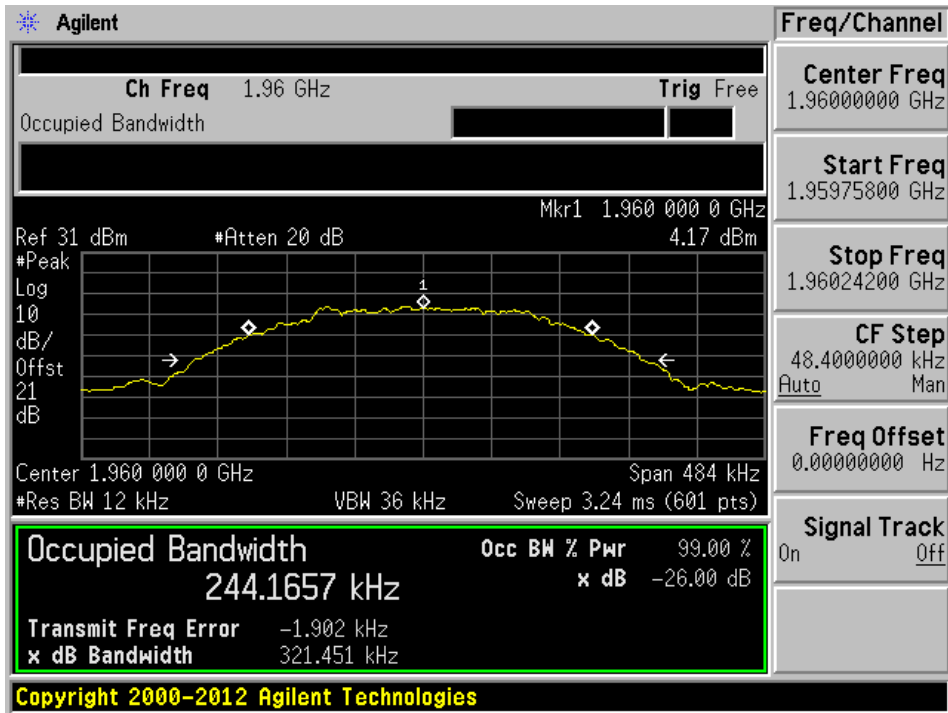 Agilent
Freq/Channel
Ch Freq 1.96 GHz Trig Free
Occupied Bandwidth
Center Freq
1.96000000 GHz
Start Freq
1.95975800 GHz
Stop Freq
1.96024200 GHz
CF Step
48.4000000 kHz
Auto Man
Freq Offset
0.00000000 Hz
Signal Track
On Off
Mkr1 1.960 000 0 GHz
Ref 31 dBm #Atten 20 dB 4.17 dBm
#Peak
Log
10
dB/
Offst
21
dB
1
Center 1.960 000 0 GHz Span 484 kHz
#Res BW 12 kHz VBW 36 kHz Sweep 3.24 ms (601 pts)
Occupied Bandwidth
244.1657 kHz
Occ BW % Pwr 99.00 %
x dB -26.00 dB
Transmit Freq Error -1.902 kHz
x dB Bandwidth 321.451 kHz
Copyright 2000-2012 Agilent Technologies